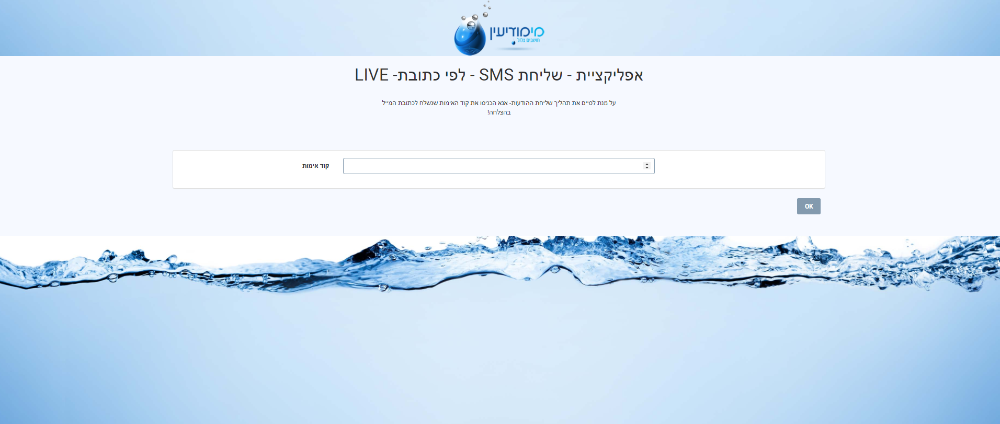 מימודיעין
חושבים צלול
אפליקציית - שליחת SMS - לפי כתובת- LIVE
על מנת לסיים את תהליך שליחת ההודעות- אנא הכניסו את קוד האימות שנשלח לכתובת המייל
בהצלחה!
קוד אימות
OK